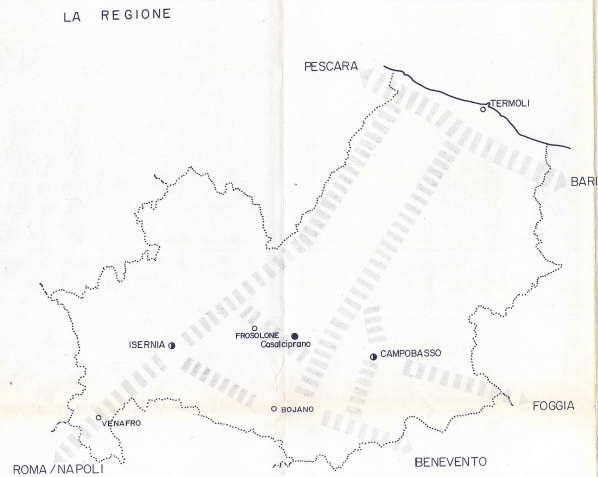 LA REGIONE
PESCARA
TERMOLI
BARI
FROSOLONE
Casalciprano
ISERNIA
CAMPOBASSO
BOJANO
FOGGIA
VENAFRO
BENEVENTO
ROMA/NAPOLI